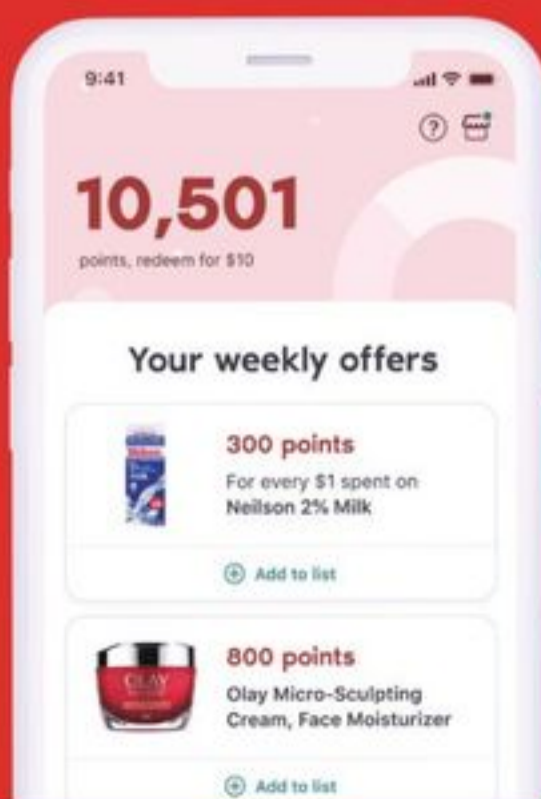 9:41
10,501
points, redeem for $10
Your weekly offers
300 points
For every $1 spent on
Neilson 2% Milk
Add to list
OLAY
800 points
Olay Micro-Sculpting
Cream, Face Moisturizer
Add to list